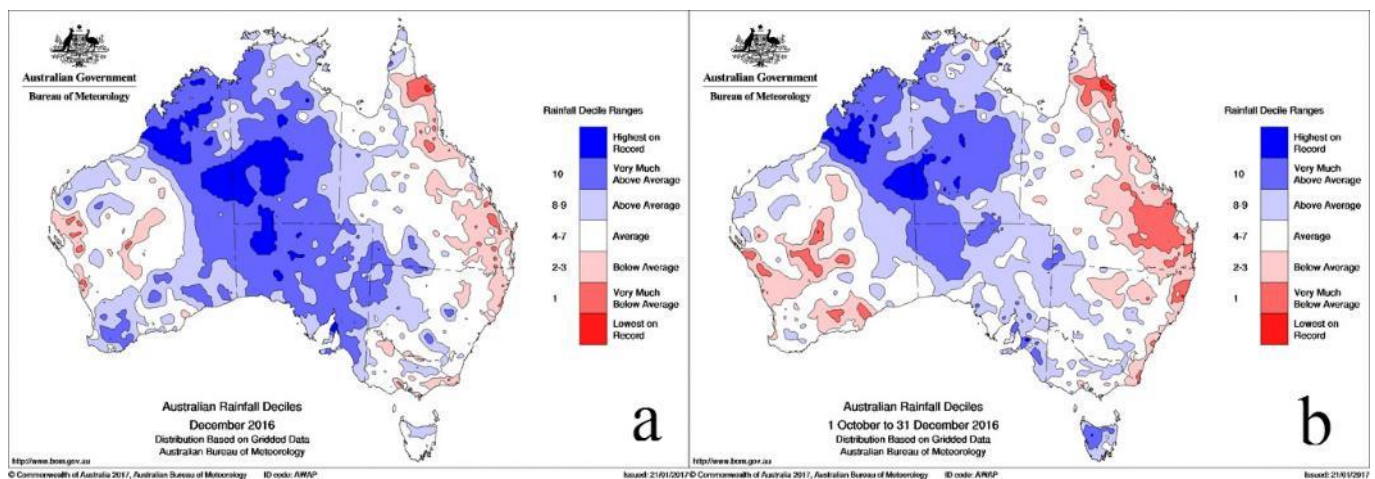 Australian Government
Bureau of Meteorology
Rainfall Decile Ranges
Highest on
Record
10
Very Much
Above Average
8-9
Above Average
4-7
Average
2-3
Below Average
1
Very Much
Below Average
Lowest on
Record
Australian Rainfall Deciles
December 2016
Distribution Based on Gridded Data
Australian Bureau of Meteorology
a
http://www.bom.gov.au
© Commonwealth of Australia 2017, Australian Bureau of Meteorology
ID code: AWAP
Issued: 21/01/2017
Australian Government
Bureau of Meteorology
Rainfall Decile Ranges
Highest on
Record
10
Very Much
Above Average
8-9
Above Average
4-7
Average
2-3
Below Average
1
Very Much
Below Average
Lowest on
Record
Australian Rainfall Deciles
1 October to 31 December 2016
Distribution Based on Gridded Data
Australian Bureau of Meteorology
b
http://www.bom.gov.au
© Commonwealth of Australia 2017, Australian Bureau of Meteorology
ID code: AWAP
Issued: 21/01/2017